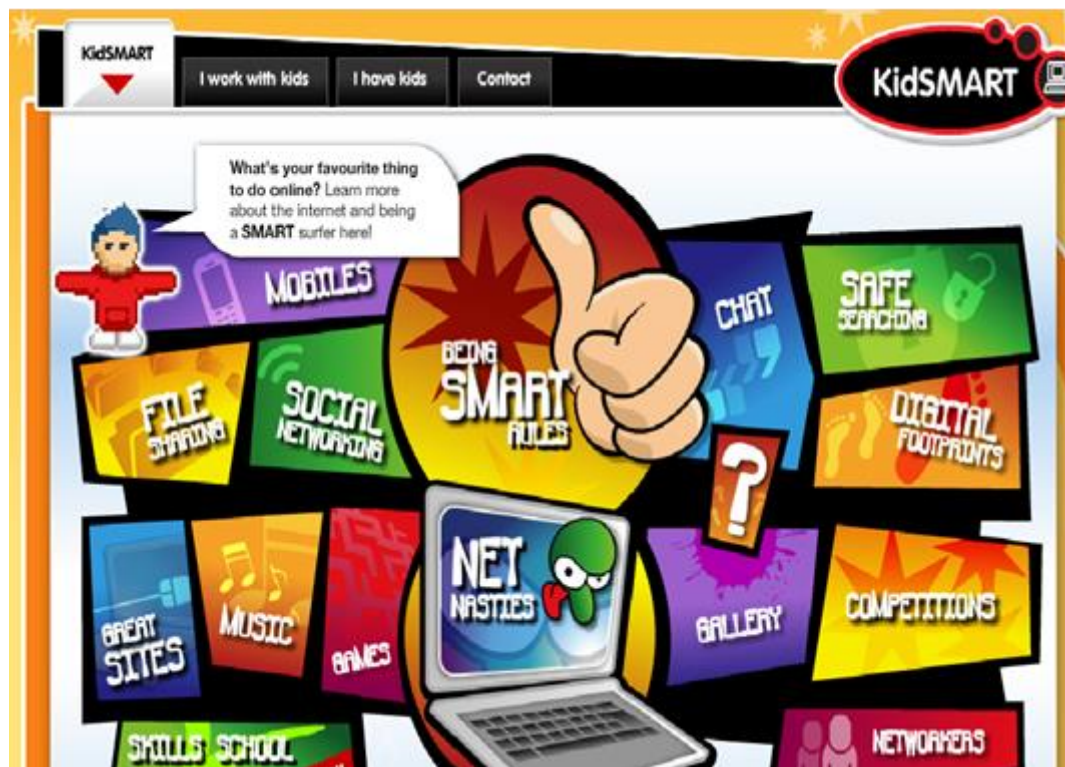 KidSMART
I work with kids
I have kids
Contact
KidSMART
What's your favourite thing
to do online? Learn more
about the internet and being
a SMART surfer here!
MOBILES
CHAT
SAFE
SEARCHING
BEING
SMART
RULES
FILE
SHARING
SOCIAL
NETWORKING
DIGITAL
FOOTPRINTS
?
GREAT
SITES
MUSIC
GAMES
NET
NASTIES
GALLERY
COMPETITIONS
SKILLS SCHOOL
NETWORKERS